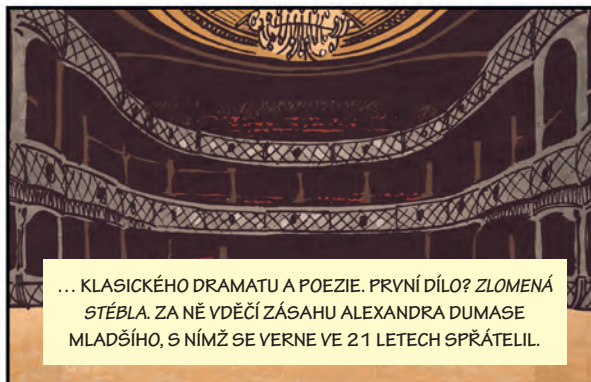 ... KLASICKÉHO DRAMATU A POEZIE. PRVNÍ DÍLO? ZLOMENÁ
STÉBLA. ZA NĚ VDĚČÍ ZÁSAHU ALEXANDRA DUMASE
MLADŠÍHO, S NÍMŽ SE VERNE VE 21 LETECH SPŘÁTELIL.